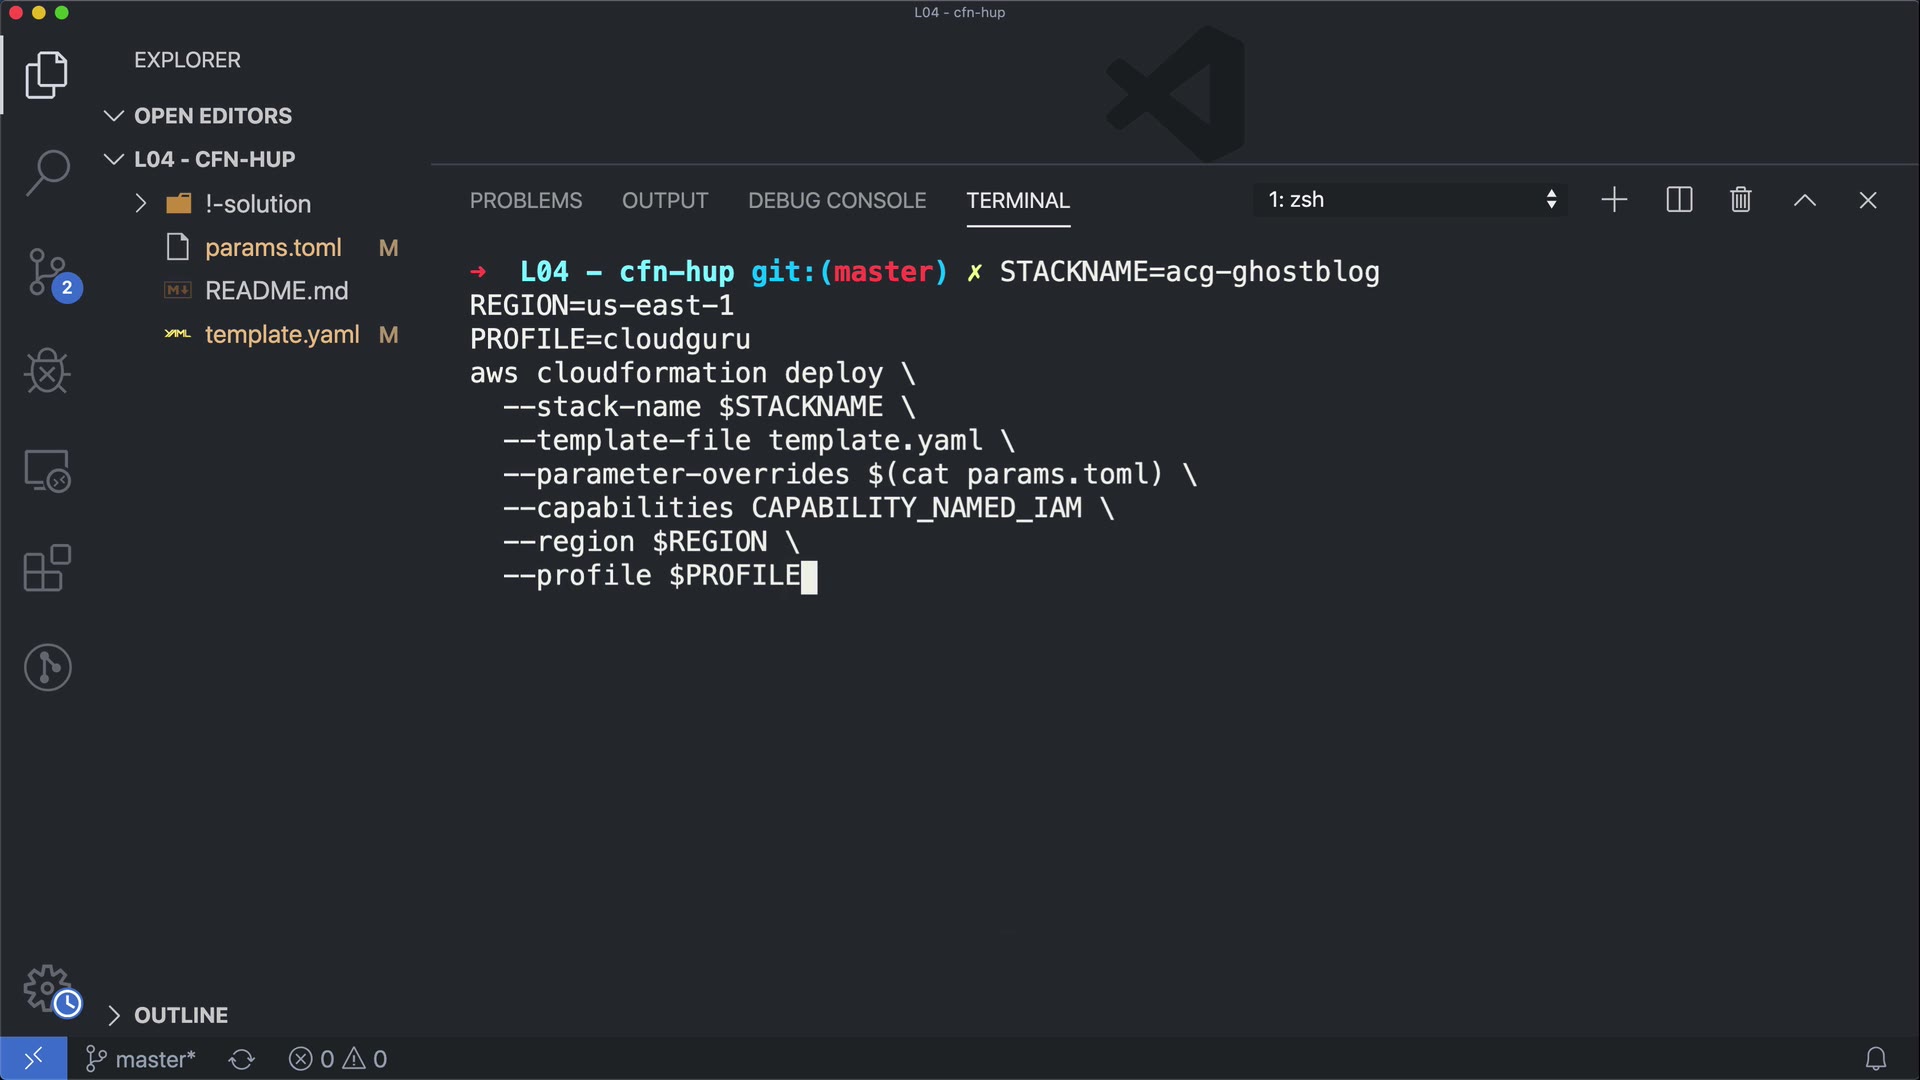 L04 - cfn-hup
EXPLORER
OPEN EDITORS
L04 - CFN-HUP
!-solution
params.toml M
README.md
template.yaml M
2
OUTLINE
PROBLEMS OUTPUT DEBUG CONSOLE TERMINAL 1: zsh
➜ L04 - cfn-hup git:(master) ✗ STACKNAME=acg-ghostblog
REGION=us-east-1
PROFILE=cloudguru
aws cloudformation deploy \
--stack-name $STACKNAME \
--template-file template.yaml \
--parameter-overrides $(cat params.toml) \
--capabilities CAPABILITY_NAMED_IAM \
--region $REGION \
--profile $PROFILE
master* 0 0